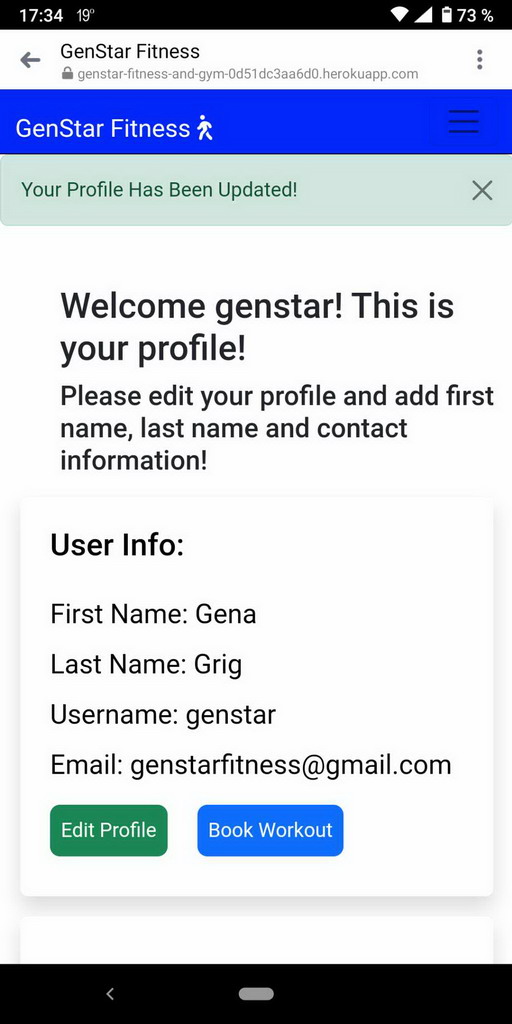 17:34 19° 73 %
GenStar Fitness
genstar-fitness-and-gym-0d51dc3aa6d0.herokuapp.com
GenStar Fitness
Your Profile Has Been Updated!
Welcome genstar! This is
your profile!
Please edit your profile and add first
name, last name and contact
information!
User Info:
First Name: Gena
Last Name: Grig
Username: genstar
Email: genstarfitness@gmail.com
Edit Profile Book Workout